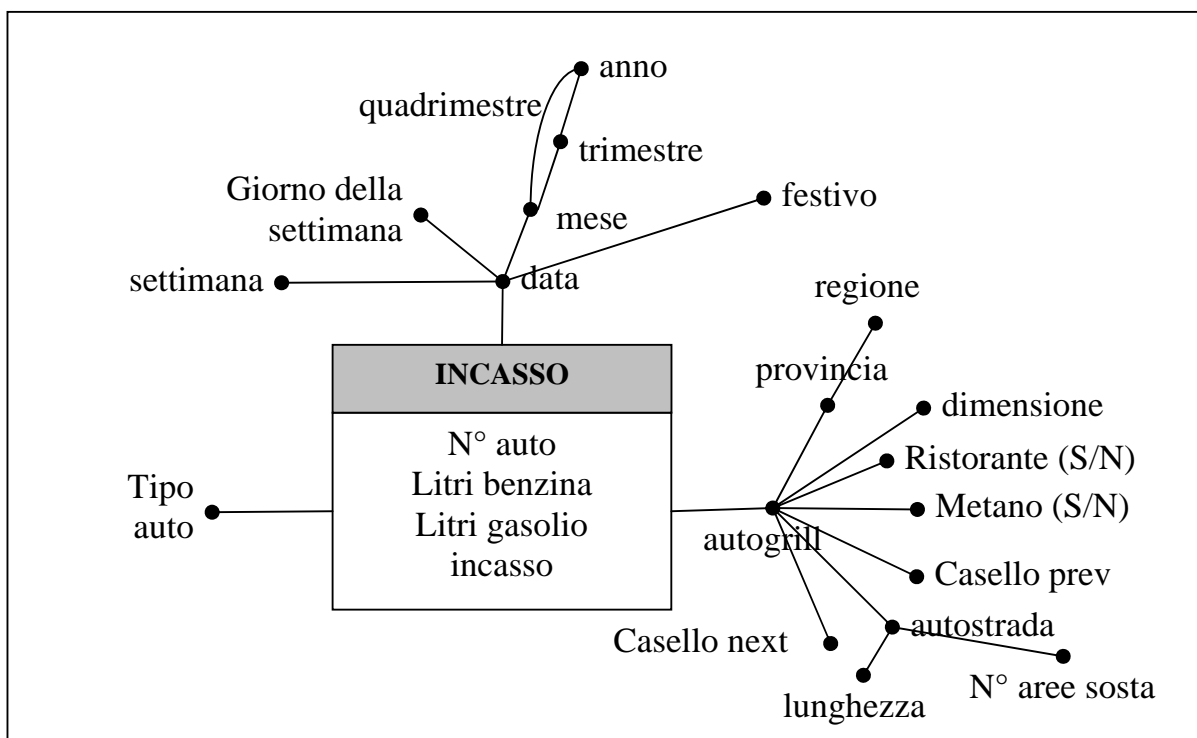 anno
quadrimestre
trimestre
Giorno della
settimana
festivo
mese
settimana
data
regione
INCASSO
provincia
dimensione
N° auto
Litri benzina
Litri gasolio
incasso
Ristorante (S/N)
Tipo
auto
Metano (S/N)
autogrill
Casello prev
Casello next
autostrada
N° aree sosta
lunghezza